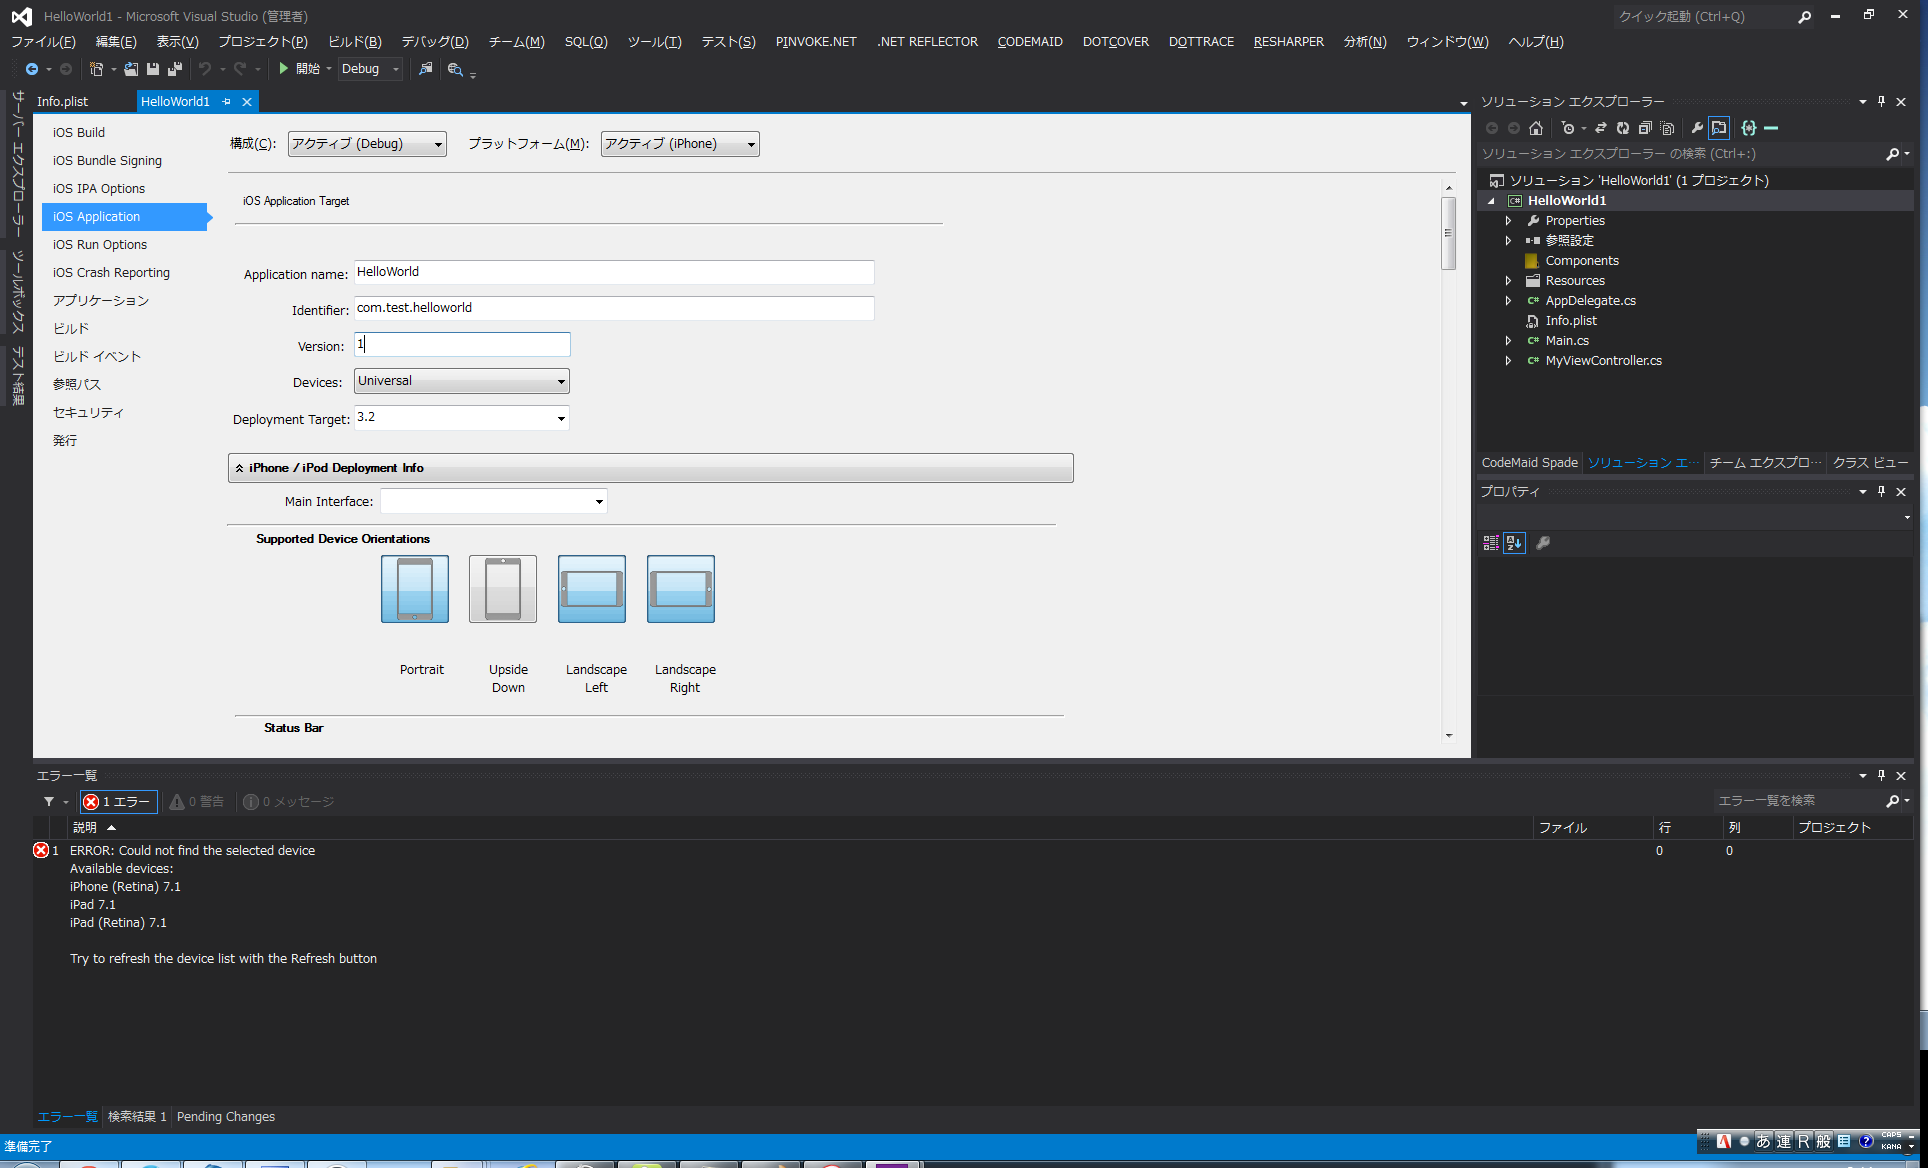 HelloWorld1 - Microsoft Visual Studio (管理者)
クイック起動 (Ctrl+Q)
ファイル(F) 編集(E) 表示(V) プロジェクト(P) ビルド(B) デバッグ(D) チーム(M) SQL(Q) ツール(T) テスト(S) PINVOKE.NET .NET REFLECTOR CODEMAID DOTCOVER DOTTRACE RESHARPER 分析(N) ウィンドウ(W) ヘルプ(H)
開始 Debug
サーバー エクスプローラー
ツールボックス
テスト結果
Info.plist HelloWorld1
iOS Build
iOS Bundle Signing
iOS IPA Options
iOS Application
iOS Run Options
iOS Crash Reporting
アプリケーション
ビルド
ビルド イベント
参照パス
セキュリティ
発行
構成(C): アクティブ (Debug) プラットフォーム(M): アクティブ (iPhone)
iOS Application Target
Application name: HelloWorld
Identifier: com.test.helloworld
Version: 1
Devices: Universal
Deployment Target: 3.2
iPhone / iPod Deployment Info
Main Interface:
Supported Device Orientations
Portrait
Upside Down
Landscape Left
Landscape Right
Status Bar
ソリューション エクスプローラー
ソリューション エクスプローラー の検索 (Ctrl+:)
ソリューション 'HelloWorld1' (1 プロジェクト)
C# HelloWorld1
Properties
参照設定
Components
Resources
C# AppDelegate.cs
Info.plist
C# Main.cs
C# MyViewController.cs
CodeMaid Spade ソリューション エ… チーム エクスプロ… クラス ビュー
プロパティ
エラー一覧
1 エラー 0 警告 0 メッセージ
エラー一覧を検索
説明 ファイル 行 列 プロジェクト
1 ERROR: Could not find the selected device 0 0
Available devices:
iPhone (Retina) 7.1
iPad 7.1
iPad (Retina) 7.1
Try to refresh the device list with the Refresh button
エラー一覧 検索結果 1 Pending Changes
準備完了
A あ 連 R 般 CAPS
KANA